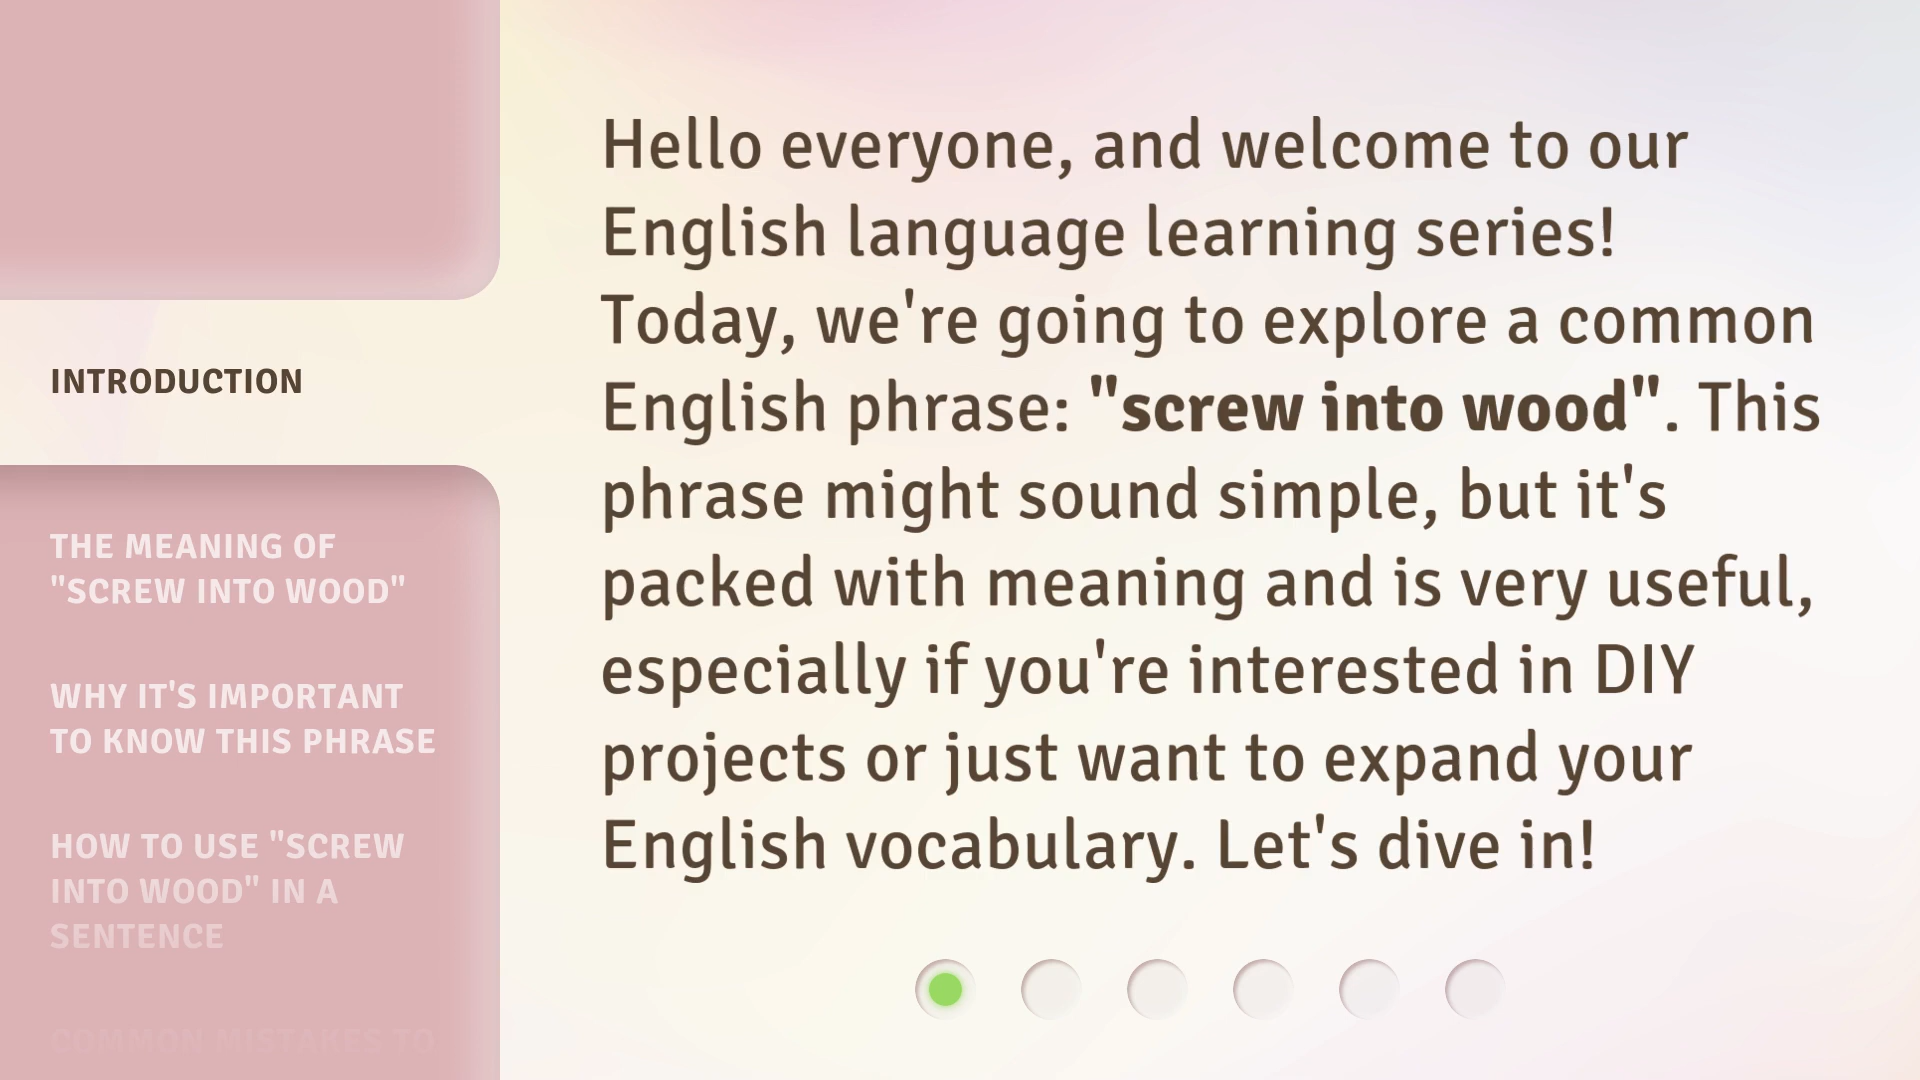 INTRODUCTION
THE MEANING OF
"SCREW INTO WOOD"
WHY IT'S IMPORTANT
TO KNOW THIS PHRASE
HOW TO USE "SCREW
INTO WOOD" IN A
SENTENCE
COMMON MISTAKES TO
Hello everyone, and welcome to our
English language learning series!
Today, we're going to explore a common
English phrase: "screw into wood". This
phrase might sound simple, but it's
packed with meaning and is very useful,
especially if you're interested in DIY
projects or just want to expand your
English vocabulary. Let's dive in!